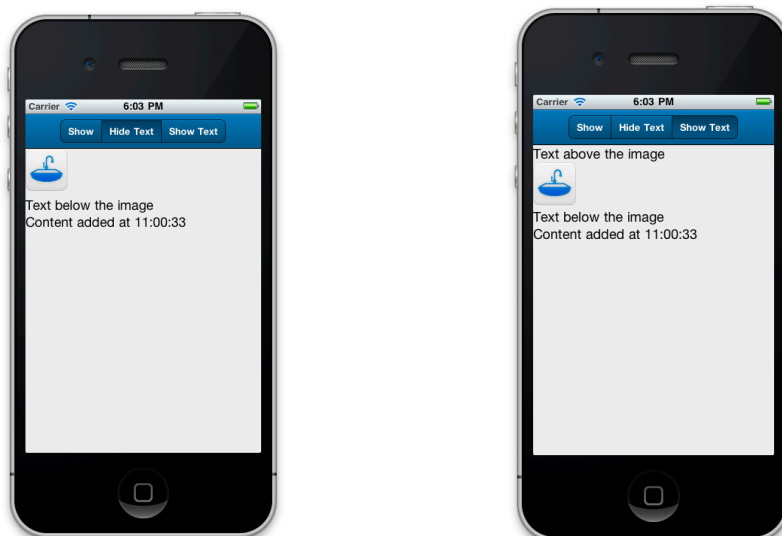 Carrier 6:03 PM
Show Hide Text Show Text
Text below the image
Content added at 11:00:33
Carrier 6:03 PM
Show Hide Text Show Text
Text above the image
Text below the image
Content added at 11:00:33